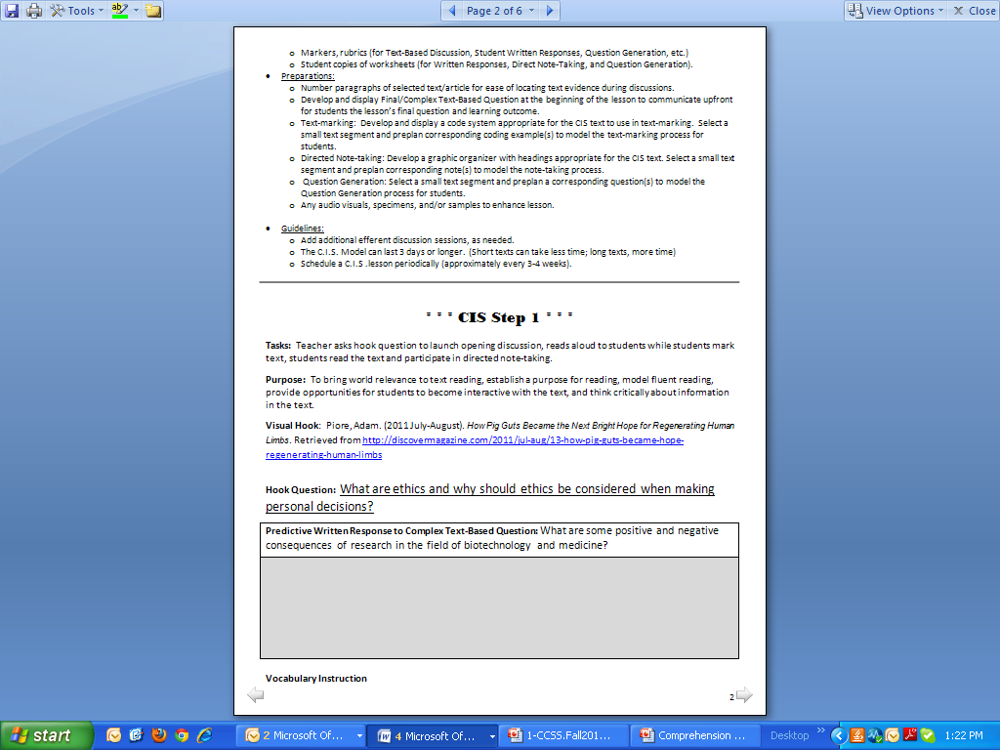 Tools
Page 2 of 6
View Options
Close
o Markers, rubrics (for Text-Based Discussion, Student Written Responses, Question Generation, etc.)
o Student copies of worksheets (for Written Responses, Direct Note-Taking, and Question Generation).
• Preparations:
o Number paragraphs of selected text/article for ease of locating text evidence during discussions.
o Develop and display Final/Complex Text-Based Question at the beginning of the lesson to communicate upfront
for students the lesson's final question and learning outcome.
o Text-marking: Develop and display a code system appropriate for the CIS text to use in text-marking. Select a
small text segment and preplan corresponding coding example(s) to model the text-marking process for
students.
o Directed Note-taking: Develop a graphic organizer with headings appropriate for the CIS text. Select a small text
segment and preplan corresponding note(s) to model the note-taking process.
o Question Generation: Select a small text segment and preplan a corresponding question(s) to model the
Question Generation process for students.
o Any audio visuals, specimens, and/or samples to enhance lesson.
• Guidelines:
o Add additional efferent discussion sessions, as needed.
o The C.I.S. Model can last 3 days or longer. (Short texts can take less time; long texts, more time)
o Schedule a C.I.S .lesson periodically (approximately every 3-4 weeks).
* * * CIS Step 1 * * *
Tasks: Teacher asks hook question to launch opening discussion, reads aloud to students while students mark
text, students read the text and participate in directed note-taking.
Purpose: To bring world relevance to text reading, establish a purpose for reading, model fluent reading,
provide opportunities for students to become interactive with the text, and think critically about information
in the text.
Visual Hook: Piore, Adam. (2011 July-August). How Pig Guts Became the Next Bright Hope for Regenerating Human
Limbs. Retrieved from http://discovermagazine.com/2011/jul-aug/13-how-pig-guts-became-hope-
regenerating-human-limbs
Hook Question: What are ethics and why should ethics be considered when making
personal decisions?
Predictive Written Response to Complex Text-Based Question: What are some positive and negative
consequences of research in the field of biotechnology and medicine?
Vocabulary Instruction
2
start
2 Microsoft Of...
4 Microsoft Of...
1-CCSS.Fall201...
Comprehension ...
Desktop
1:22 PM